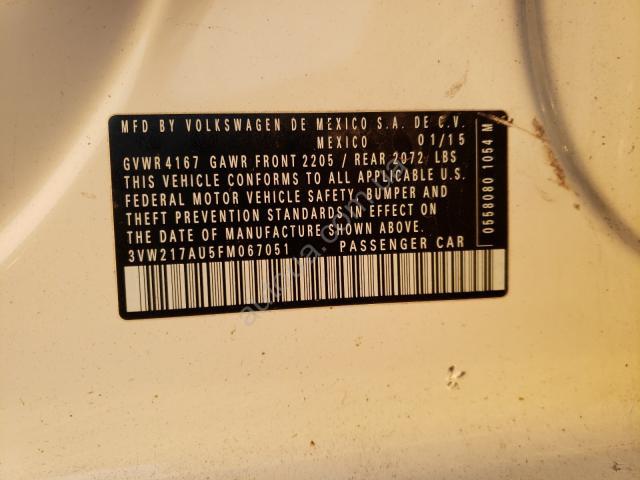 MFD BY VOLKSWAGEN DE MEXICO S.A. DE C.V.
MEXICO 01/15
GVWR 4167 GAWR FRONT 2205 / REAR 2072 LBS
THIS VEHICLE CONFORMS TO ALL APPLICABLE U.S.
FEDERAL MOTOR VEHICLE SAFETY, BUMPER AND
THEFT PREVENTION STANDARDS IN EFFECT ON
THE DATE OF MANUFACTURE SHOWN ABOVE.
3VW217AU5FM067051 PASSENGER CAR
0558080 1054 M